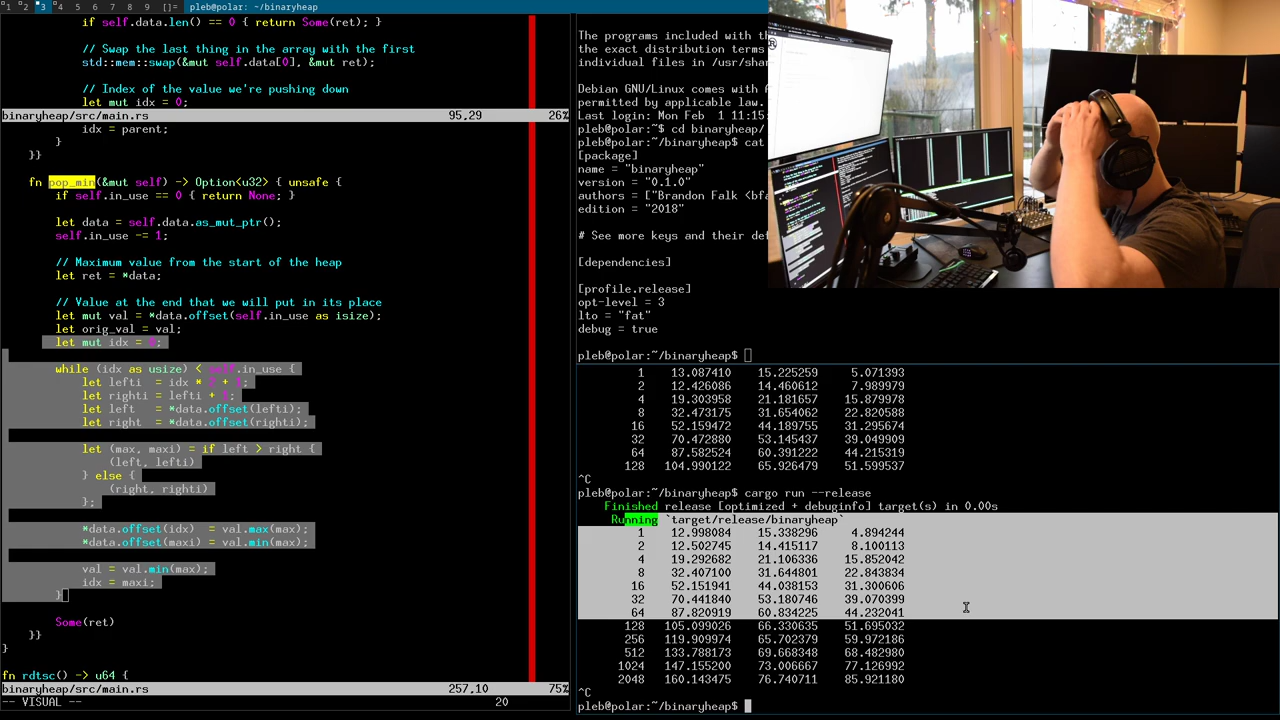 1 2 3 4 5 6 7 8 9 []= pleb@polar: ~/binaryheap
if self.data.len() == 0 { return Some(ret); }
// Swap the last thing in the array with the first
std::mem::swap(&mut self.data[0], &mut ret);
// Index of the value we're pushing down
let mut idx = 0;
binaryheap/src/main.rs 95,29 26%
idx = parent;
}
}}
fn pop_min(&mut self) -> Option<u32> { unsafe {
if self.in_use == 0 { return None; }
let data = self.data.as_mut_ptr();
self.in_use -= 1;
// Maximum value from the start of the heap
let ret = *data;
// Value at the end that we will put in its place
let mut val = *data.offset(self.in_use as isize);
let orig_val = val;
let mut idx = 0;
while (idx as usize) < self.in_use {
let lefti = idx * 2 + 1;
let righti = lefti + 1;
let left = *data.offset(lefti);
let right = *data.offset(righti);
let (max, maxi) = if left > right {
(left, lefti)
} else {
(right, righti)
};
*data.offset(idx) = val.max(max);
*data.offset(maxi) = val.min(max);
val = val.min(max);
idx = maxi;
}
Some(ret)
}}
}
fn rdtsc() -> u64 {
binaryheap/src/main.rs 257,10 75%
-- VISUAL -- 20
The programs included with the
the exact distribution terms
individual files in /usr/shar
Debian GNU/Linux comes with A
permitted by applicable law.
Last login: Mon Feb 1 11:15:
pleb@polar:~$ cd binaryheap/
pleb@polar:~/binaryheap$ cat
[package]
name = "binaryheap"
version = "0.1.0"
authors = ["Brandon Falk <bfa
edition = "2018"
# See more keys and their def
[dependencies]
[profile.release]
opt-level = 3
lto = "fat"
debug = true
pleb@polar:~/binaryheap$
1 13.087410 15.225259 5.071393
2 12.426086 14.460612 7.989979
4 19.303958 21.181657 15.879978
8 32.473175 31.654062 22.820588
16 52.159472 44.189755 31.295674
32 70.472880 53.145437 39.049909
64 87.582524 60.391222 44.215319
128 104.990122 65.926479 51.599537
^C
pleb@polar:~/binaryheap$ cargo run --release
Finished release [optimized + debuginfo] target(s) in 0.00s
Running `target/release/binaryheap`
1 12.998084 15.338296 4.894244
2 12.502745 14.415117 8.100113
4 19.292682 21.106336 15.852042
8 32.407100 31.644801 22.843834
16 52.151941 44.038153 31.300606
32 70.441840 53.180746 39.070399
64 87.820919 60.834225 44.232041
128 105.099026 66.330635 51.695032
256 119.909974 65.702379 59.972186
512 133.788173 69.668348 68.482980
1024 147.155200 73.006667 77.126992
2048 160.143475 76.740711 85.921180
^C
pleb@polar:~/binaryheap$